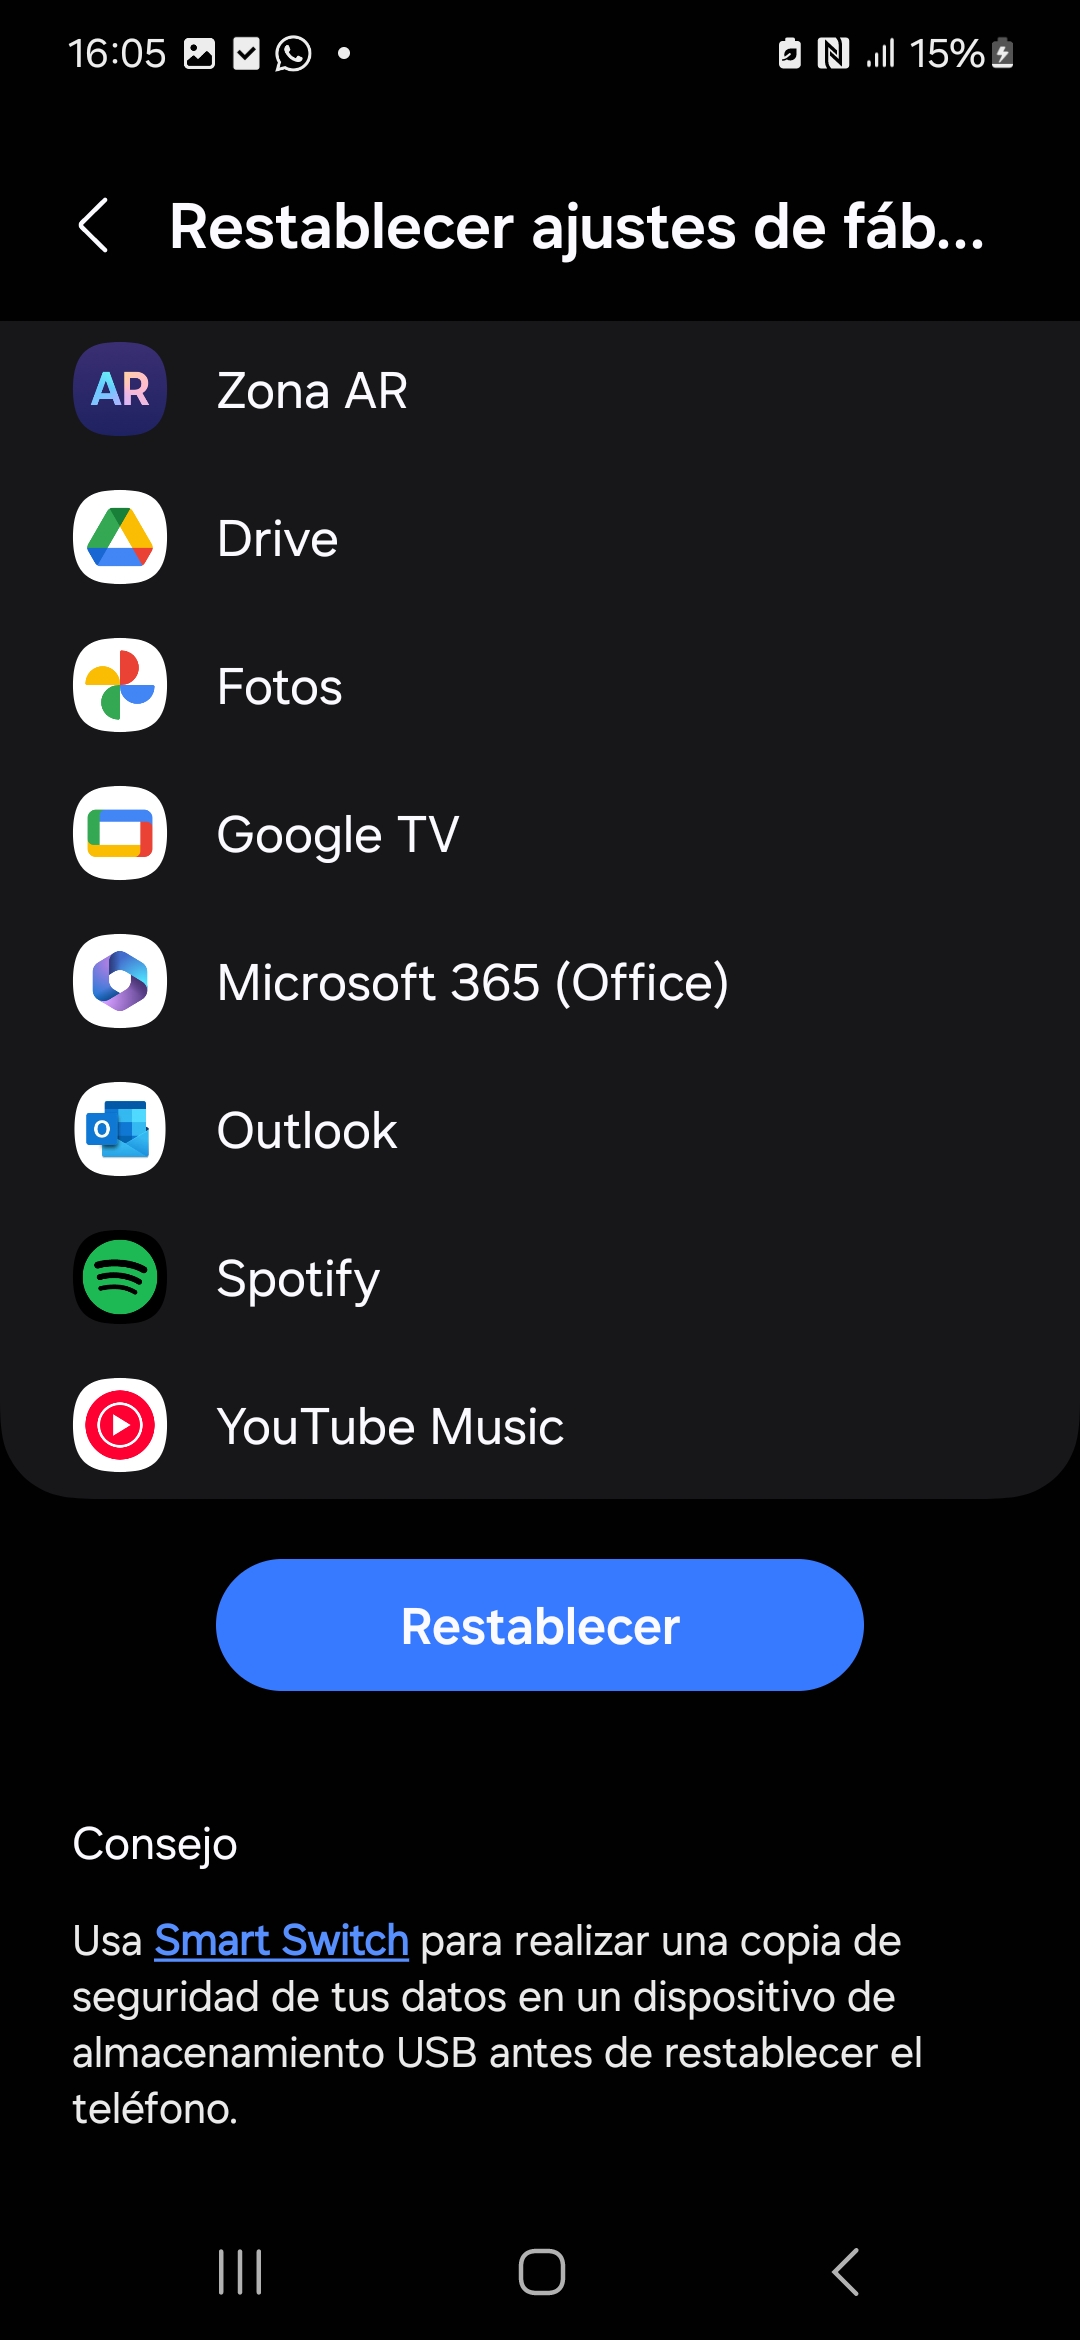 16:05 15%
Restablecer ajustes de fáb...
AR Zona AR
Drive
Fotos
Google TV
Microsoft 365 (Office)
O Outlook
Spotify
YouTube Music
Restablecer
Consejo
Usa Smart Switch para realizar una copia de
seguridad de tus datos en un dispositivo de
almacenamiento USB antes de restablecer el
teléfono.